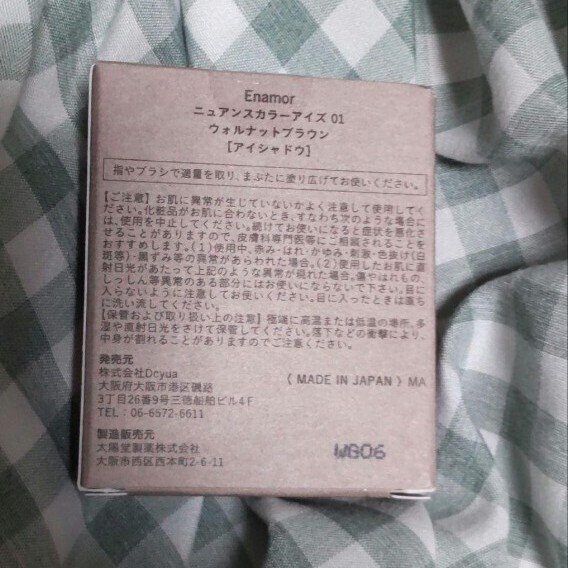 Enamor
ニュアンスカラーアイズ 01
ウォルナットブラウン
[アイシャドウ]
指やブラシで適量を取り、まぶたに塗り広げてお使いください。
【ご注意】お肌に異常が生じていないかよく注意して使用してく
ださい。化粧品がお肌に合わないとき、すなわち次のような場合に
は、使用を中止してください。続けてお使いになると症状を悪化さ
せることがありますので、皮膚科専門医等にご相談されることを
おすすめします。(1)使用中、赤み・はれ・かゆみ・刺激・色抜け(白
斑等)・黒ずみ等の異常があらわれた場合。(2)使用したお肌に直
射日光があたって上記のような異常が現れた場合。傷やはれもの、
しっしん等異常のある部分にはお使いにならないで下さい。目に
入らないように注意してお使いください。目に入ったときは直ち
に洗い流してください。
【保管および取り扱い上の注意】極端に高温または低温の場所、多
湿や直射日光をさけて保管してください。落下などの衝撃により、
中身が割れることがありますのでご注意ください。
発売元
株式会社Dcyua
大阪府大阪市港区磯路
3丁目26番9号三徳船舶ビル4F
TEL: 06-6572-6611
( MADE IN JAPAN ) MA
製造販売元
太陽堂製薬株式会社
大阪市西区西本町2-6-11
WB06